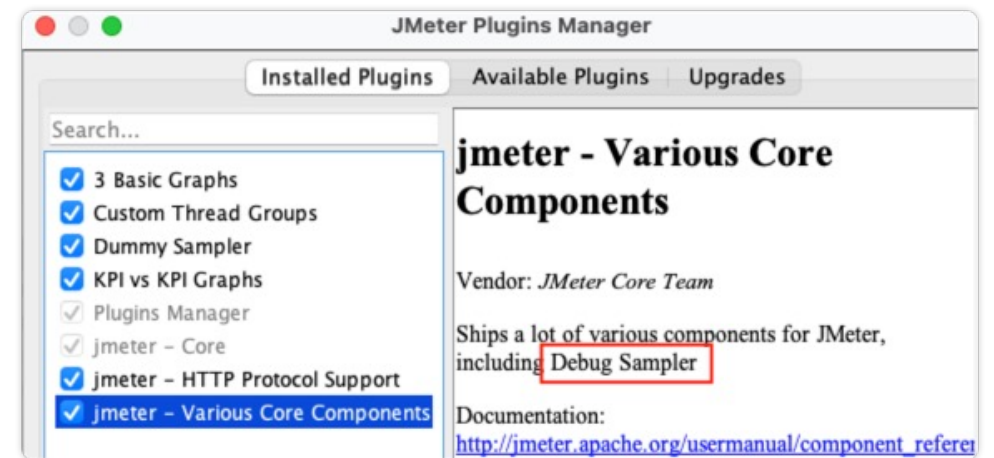 JMeter Plugins Manager
Installed Plugins Available Plugins Upgrades
Search...
3 Basic Graphs
Custom Thread Groups
Dummy Sampler
KPI vs KPI Graphs
Plugins Manager
jmeter – Core
jmeter – HTTP Protocol Support
jmeter – Various Core Components
jmeter - Various Core
Components
Vendor: JMeter Core Team
Ships a lot of various components for JMeter,
including Debug Sampler
Documentation:
http://jmeter.apache.org/usermanual/component_referen